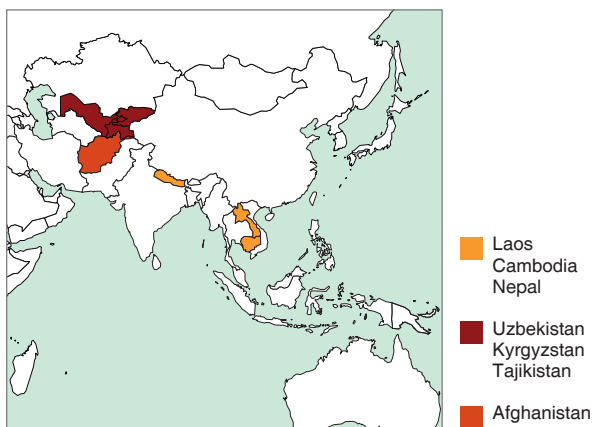 Laos
Cambodia
Nepal
Uzbekistan
Kyrgyzstan
Tajikistan
Afghanistan